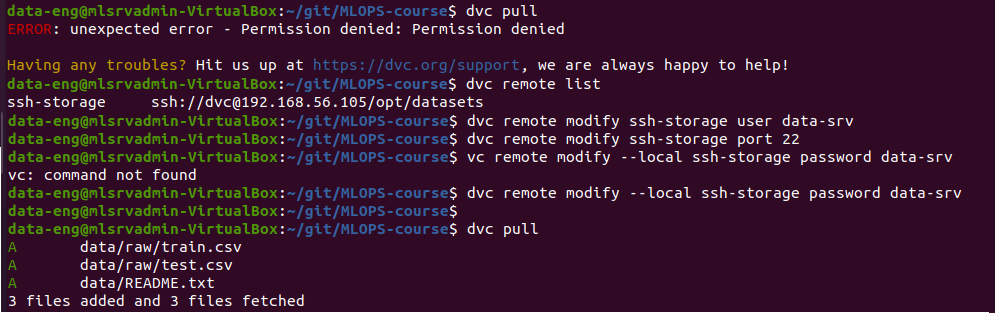 data-eng@mlsrvadmin-VirtualBox:~/git/MLOPS-course$ dvc pull
ERROR: unexpected error - Permission denied: Permission denied
Having any troubles? Hit us up at https://dvc.org/support, we are always happy to help!
data-eng@mlsrvadmin-VirtualBox:~/git/MLOPS-course$ dvc remote list
ssh-storage ssh://dvc@192.168.56.105/opt/datasets
data-eng@mlsrvadmin-VirtualBox:~/git/MLOPS-course$ dvc remote modify ssh-storage user data-srv
data-eng@mlsrvadmin-VirtualBox:~/git/MLOPS-course$ dvc remote modify ssh-storage port 22
data-eng@mlsrvadmin-VirtualBox:~/git/MLOPS-course$ vc remote modify --local ssh-storage password data-srv
vc: command not found
data-eng@mlsrvadmin-VirtualBox:~/git/MLOPS-course$ dvc remote modify --local ssh-storage password data-srv
data-eng@mlsrvadmin-VirtualBox:~/git/MLOPS-course$
data-eng@mlsrvadmin-VirtualBox:~/git/MLOPS-course$ dvc pull
A data/raw/train.csv
A data/raw/test.csv
A data/README.txt
3 files added and 3 files fetched